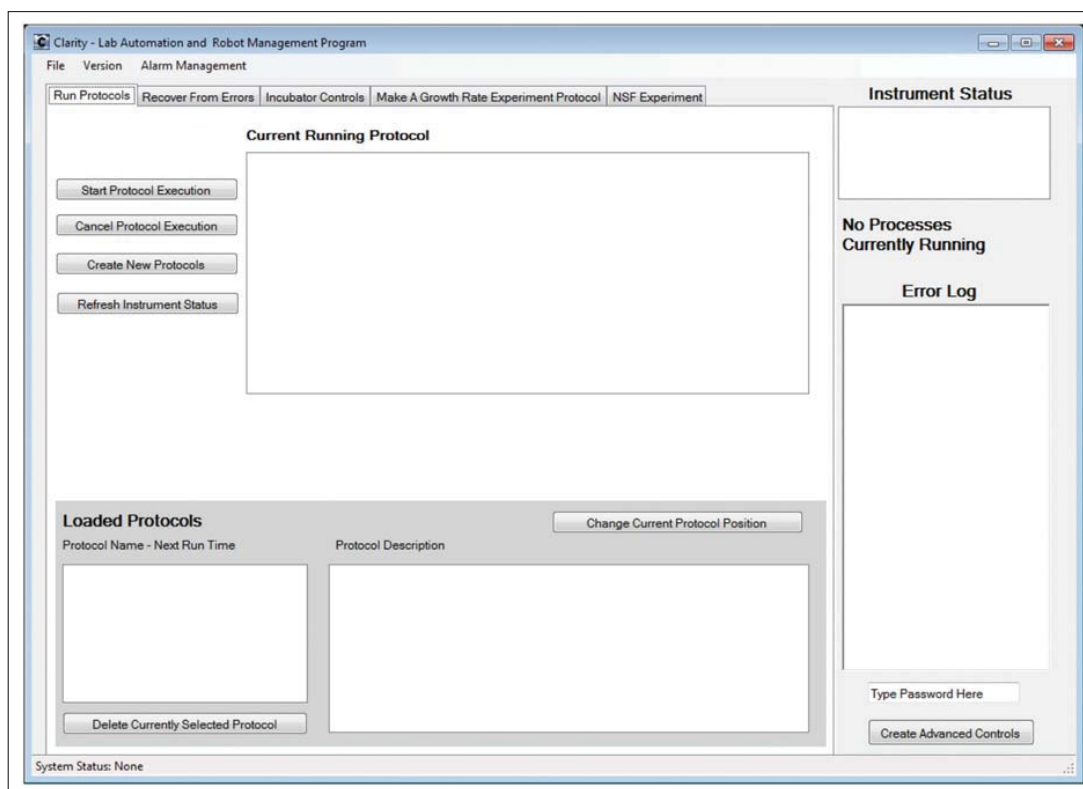 Clarity - Lab Automation and  Robot Management Program
File Version Alarm Management
Run Protocols Recover From Errors Incubator Controls Make A Growth Rate Experiment Protocol NSF Experiment
Current Running Protocol
Start Protocol Execution
Cancel Protocol Execution
Create New Protocols
Refresh Instrument Status
Loaded Protocols
Change Current Protocol Position
Protocol Name - Next Run Time
Protocol Description
Delete Currently Selected Protocol
Instrument Status
No Processes
Currently Running
Error Log
Type Password Here
Create Advanced Controls
System Status: None